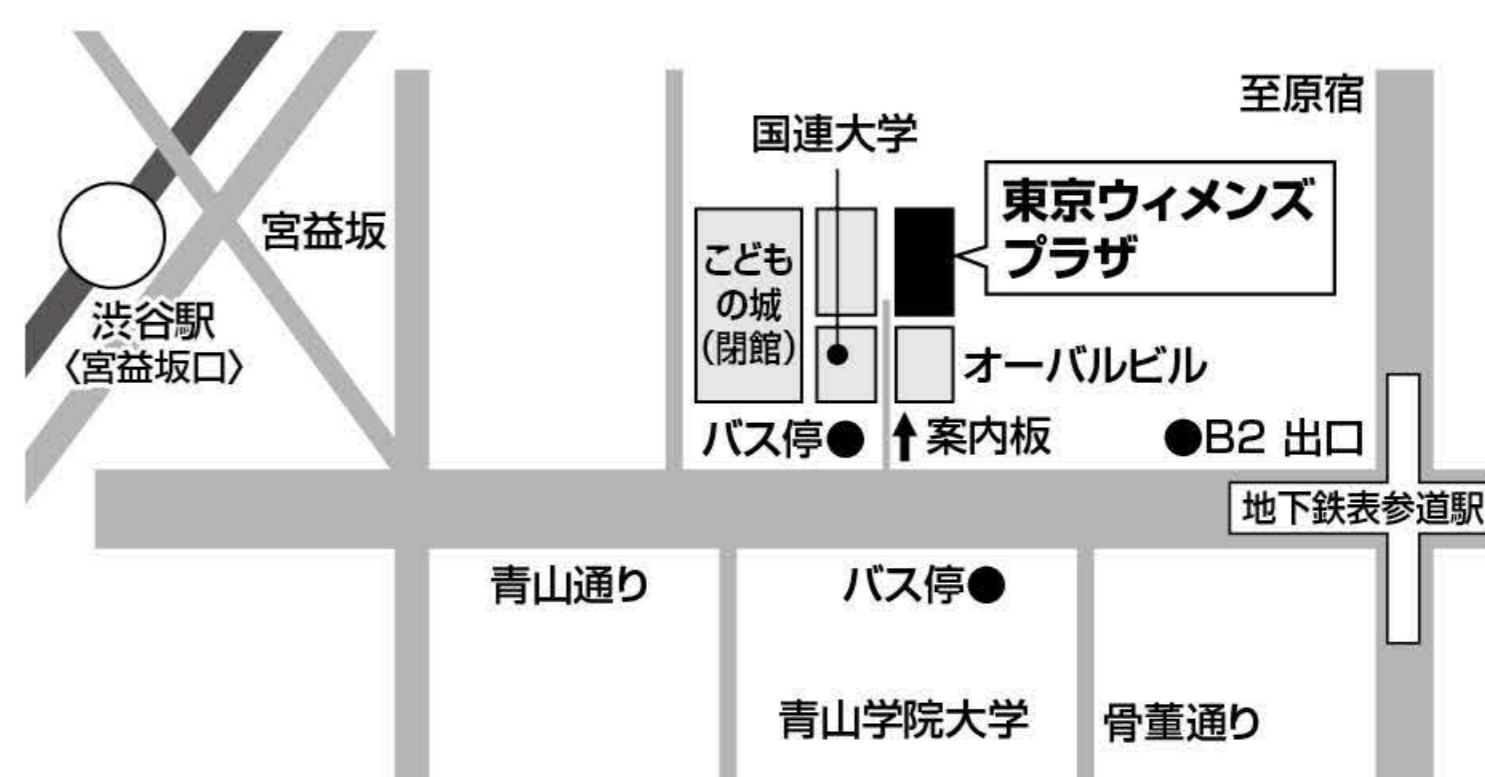 至原宿
国連大学
東京ウィメンズ
プラザ
宮益坂
こども
の城
(閉館)
渋谷駅
〈宮益坂口〉
オーバルビル
バス停●
案内板
●B2 出口
地下鉄表参道駅
青山通り
バス停●
青山学院大学
骨董通り